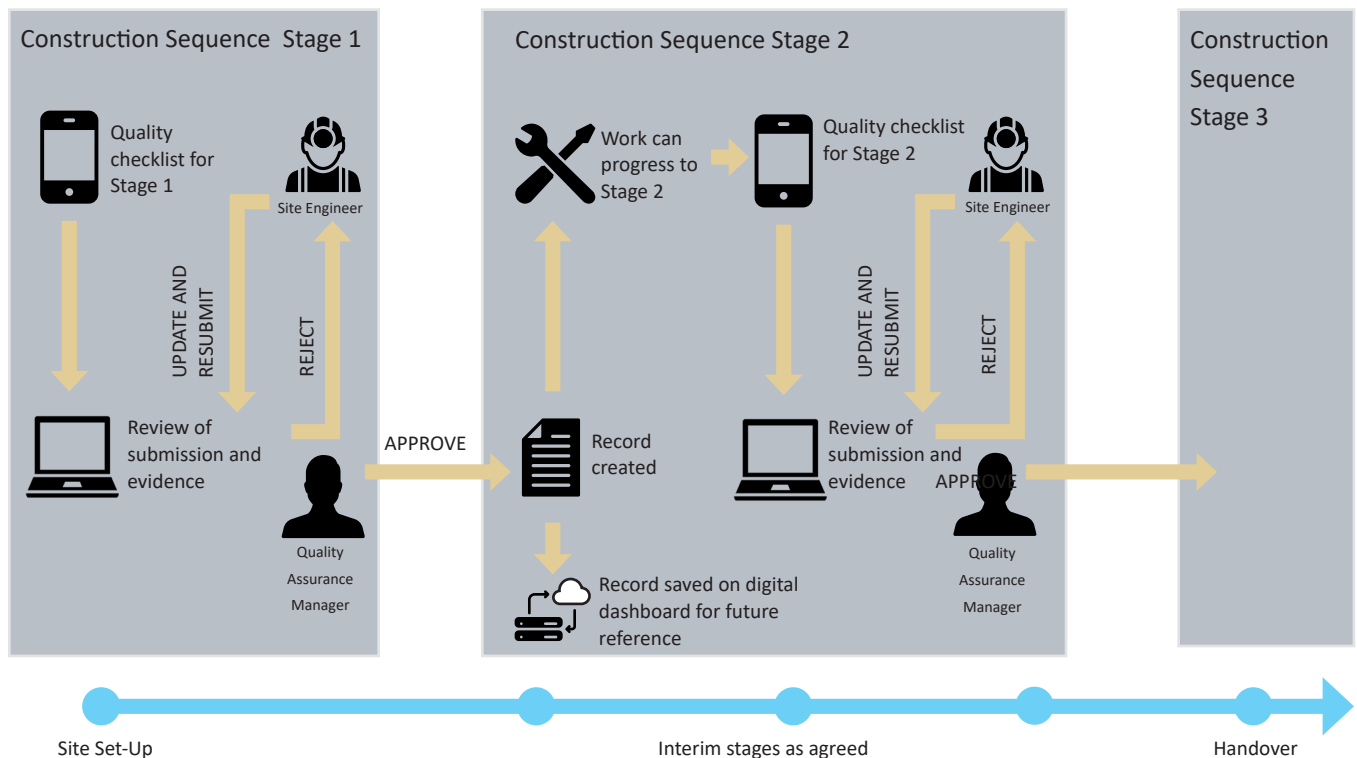 Construction Sequence Stage 1
Quality
checklist for
Stage 1
Site Engineer
UPDATE AND
RESUBMIT
REJECT
Review of
submission and
evidence
Quality
Assurance
Manager
APPROVE
Construction Sequence Stage 2
Work can
progress to
Stage 2
Quality checklist
for Stage 2
Site Engineer
UPDATE AND
RESUBMIT
REJECT
Record
created
Review of
submission and
evidence
APPROVE
Quality
Assurance
Manager
Record saved on digital
dashboard for future
reference
Construction
Sequence
Stage 3
Site Set-Up
Interim stages as agreed
Handover